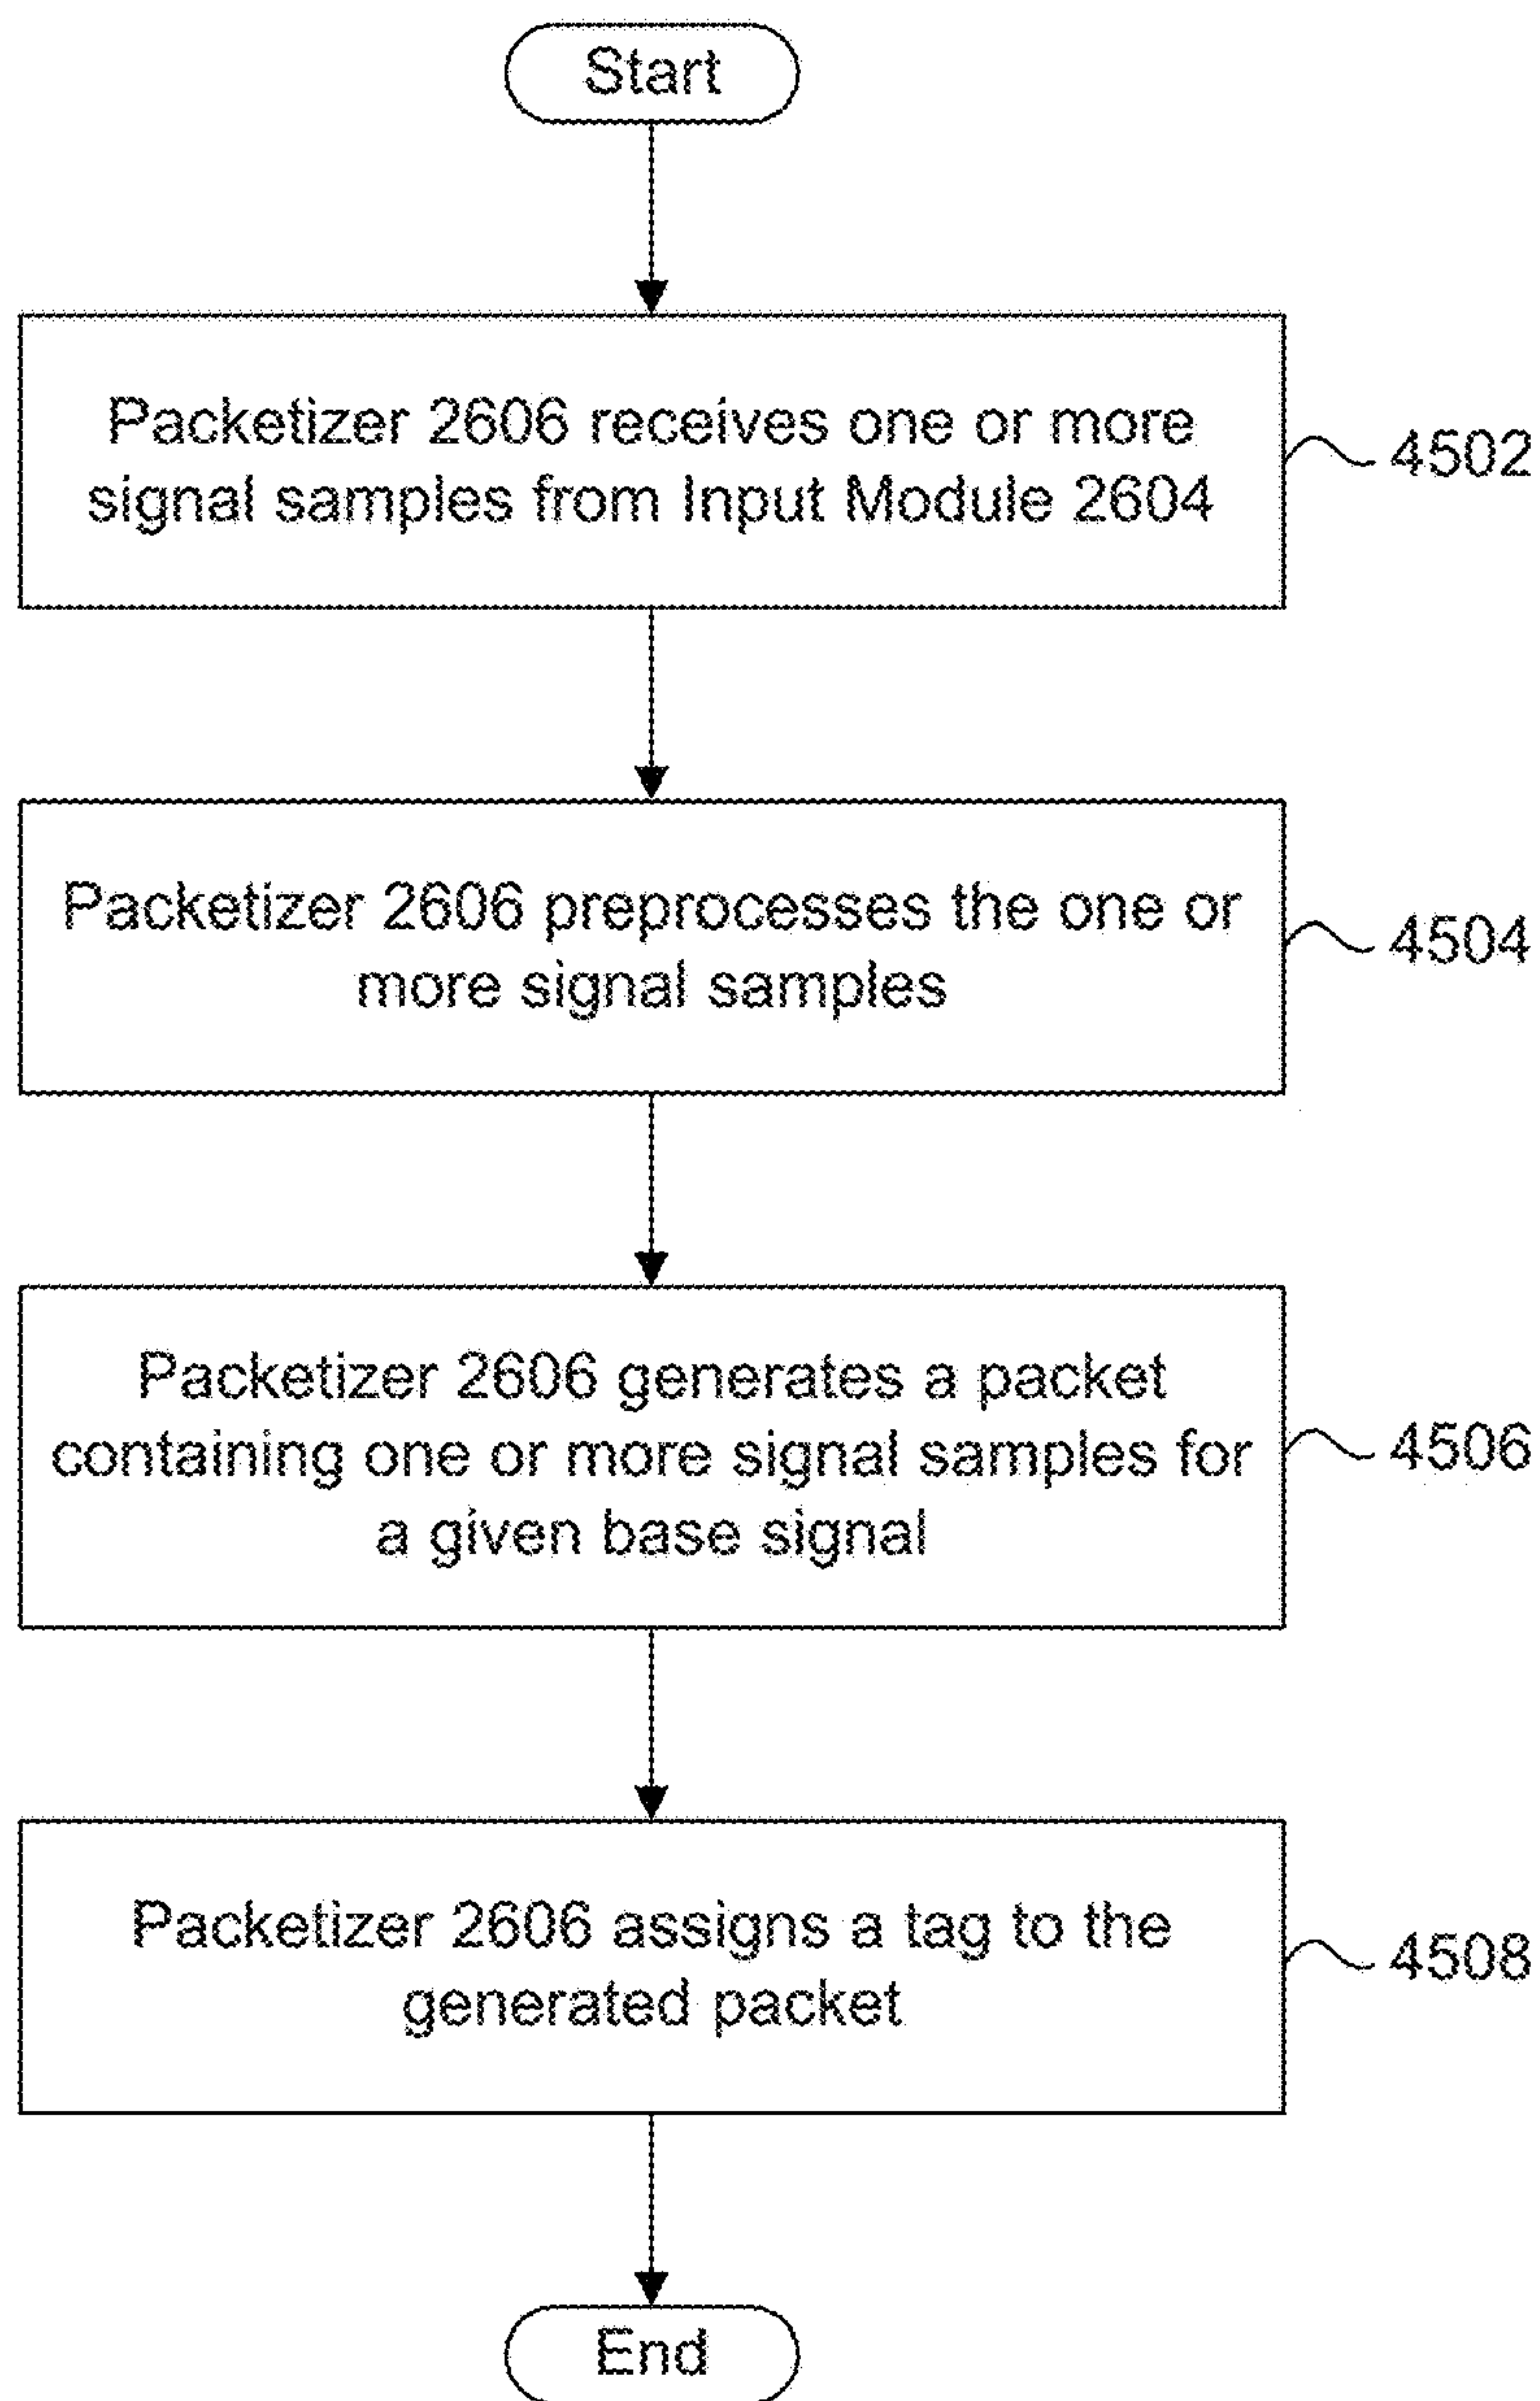 Start
Packetizer 2606 receives one or more
signal samples from Input Module 2604
4502
Packetizer 2606 preprocesses the one or
more signal samples
4504
Packetizer 2606 generates a packet
containing one or more signal samples for
a given base signal
4506
Packetizer 2606 assigns a tag to the
generated packet
4508
End